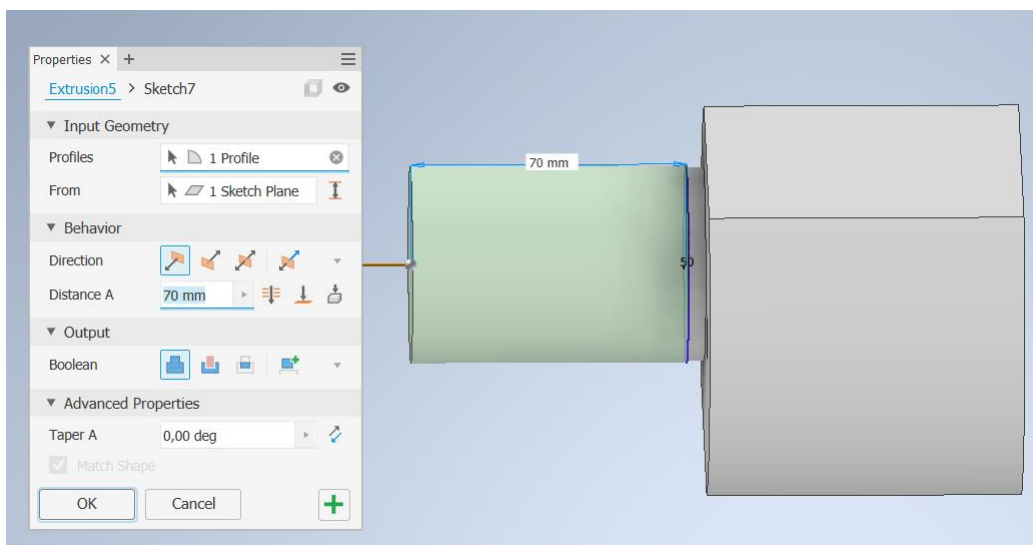 Properties × +
Extrusion5 > Sketch7
Input Geometry
Profiles 1 Profile
From 1 Sketch Plane
Behavior
Direction
Distance A 70 mm
Output
Boolean
Advanced Properties
Taper A 0,00 deg
Match Shape
OK Cancel
70 mm
50